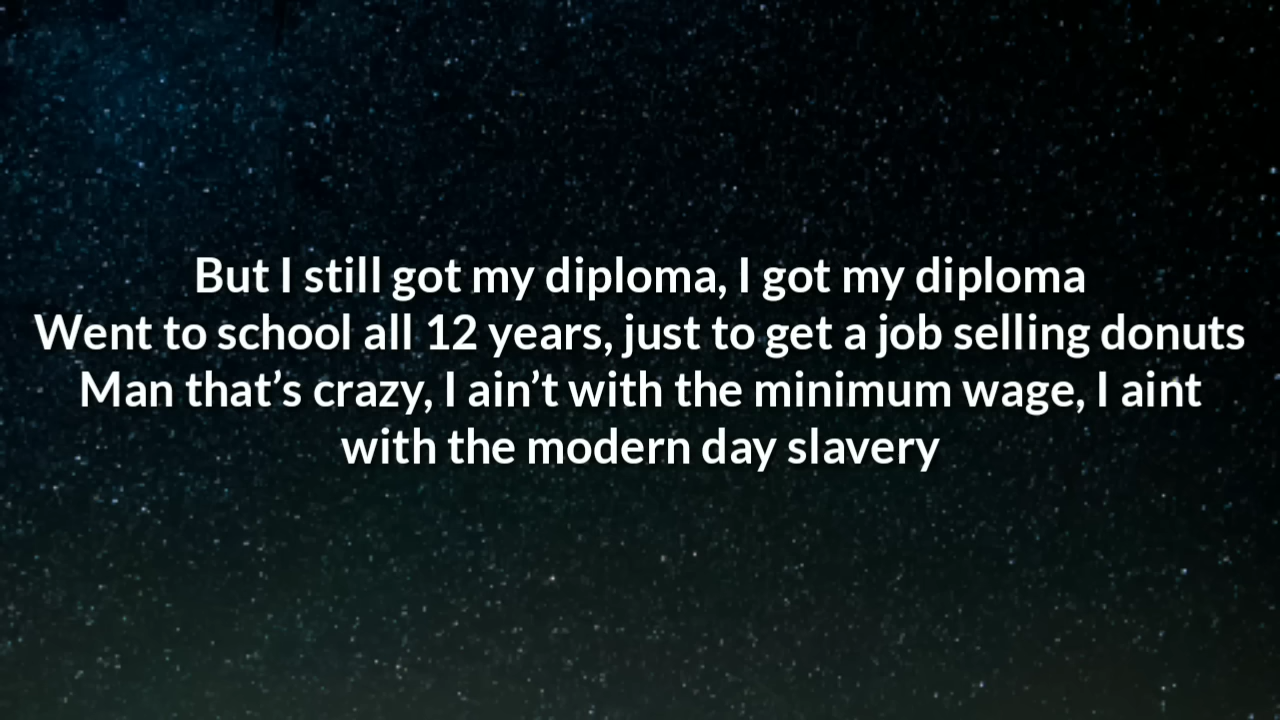 But I still got my diploma, I got my diploma
Went to school all 12 years, just to get a job selling donuts
Man that’s crazy, I ain’t with the minimum wage, I aint
with the modern day slavery